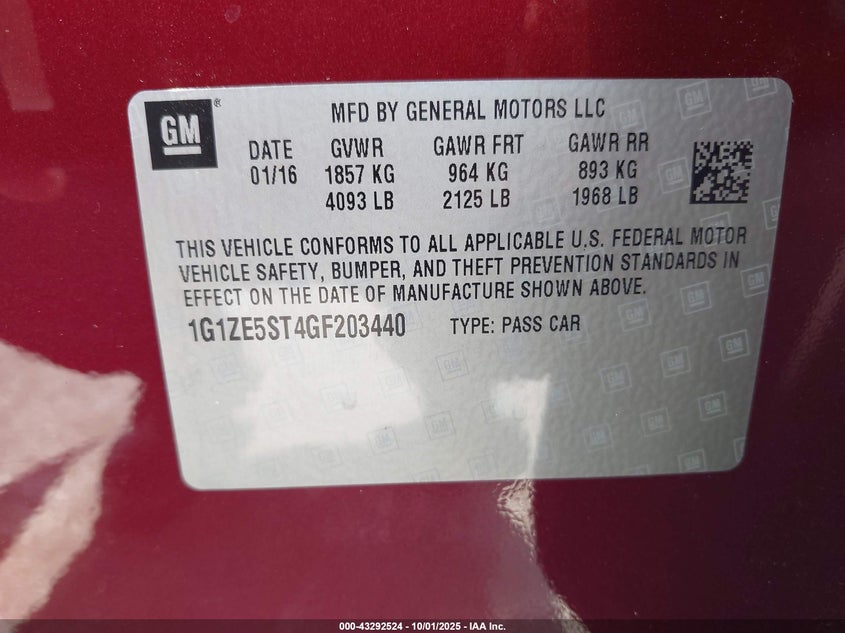 GM ®
MFD BY GENERAL MOTORS LLC
DATE GVWR GAWR FRT GAWR RR
01/16 1857 KG 964 KG 893 KG
4093 LB 2125 LB 1968 LB
THIS VEHICLE CONFORMS TO ALL APPLICABLE U.S. FEDERAL MOTOR
VEHICLE SAFETY, BUMPER, AND THEFT PREVENTION STANDARDS IN
EFFECT ON THE DATE OF MANUFACTURE SHOWN ABOVE.
1G1ZE5ST4GF203440 TYPE: PASS CAR
000-43292524 - 10/01/2025 - IAA Inc.